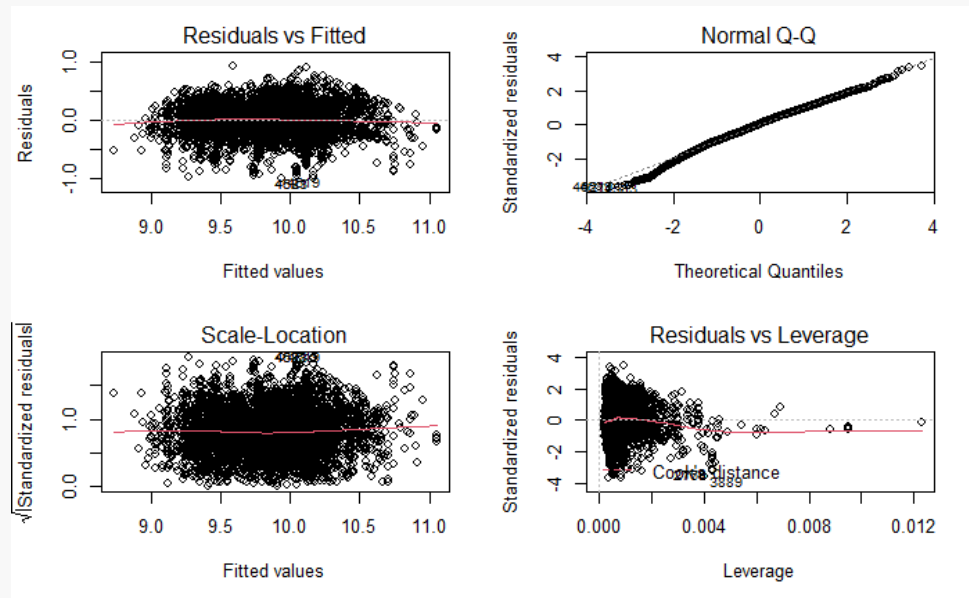 Residuals vs Fitted
Residuals
1.0
0.0
-1.0
9.0 9.5 10.0 10.5 11.0
Fitted values
Normal Q-Q
Standardized residuals
4
2
0
-2
-4 -2 0 2 4
Theoretical Quantiles
Scale-Location
√|Standardized residuals|
1.0
0.0
9.0 9.5 10.0 10.5 11.0
Fitted values
Residuals vs Leverage
Standardized residuals
4
2
0
-2
-4
Cook's distance
3889
0.000 0.004 0.008 0.012
Leverage